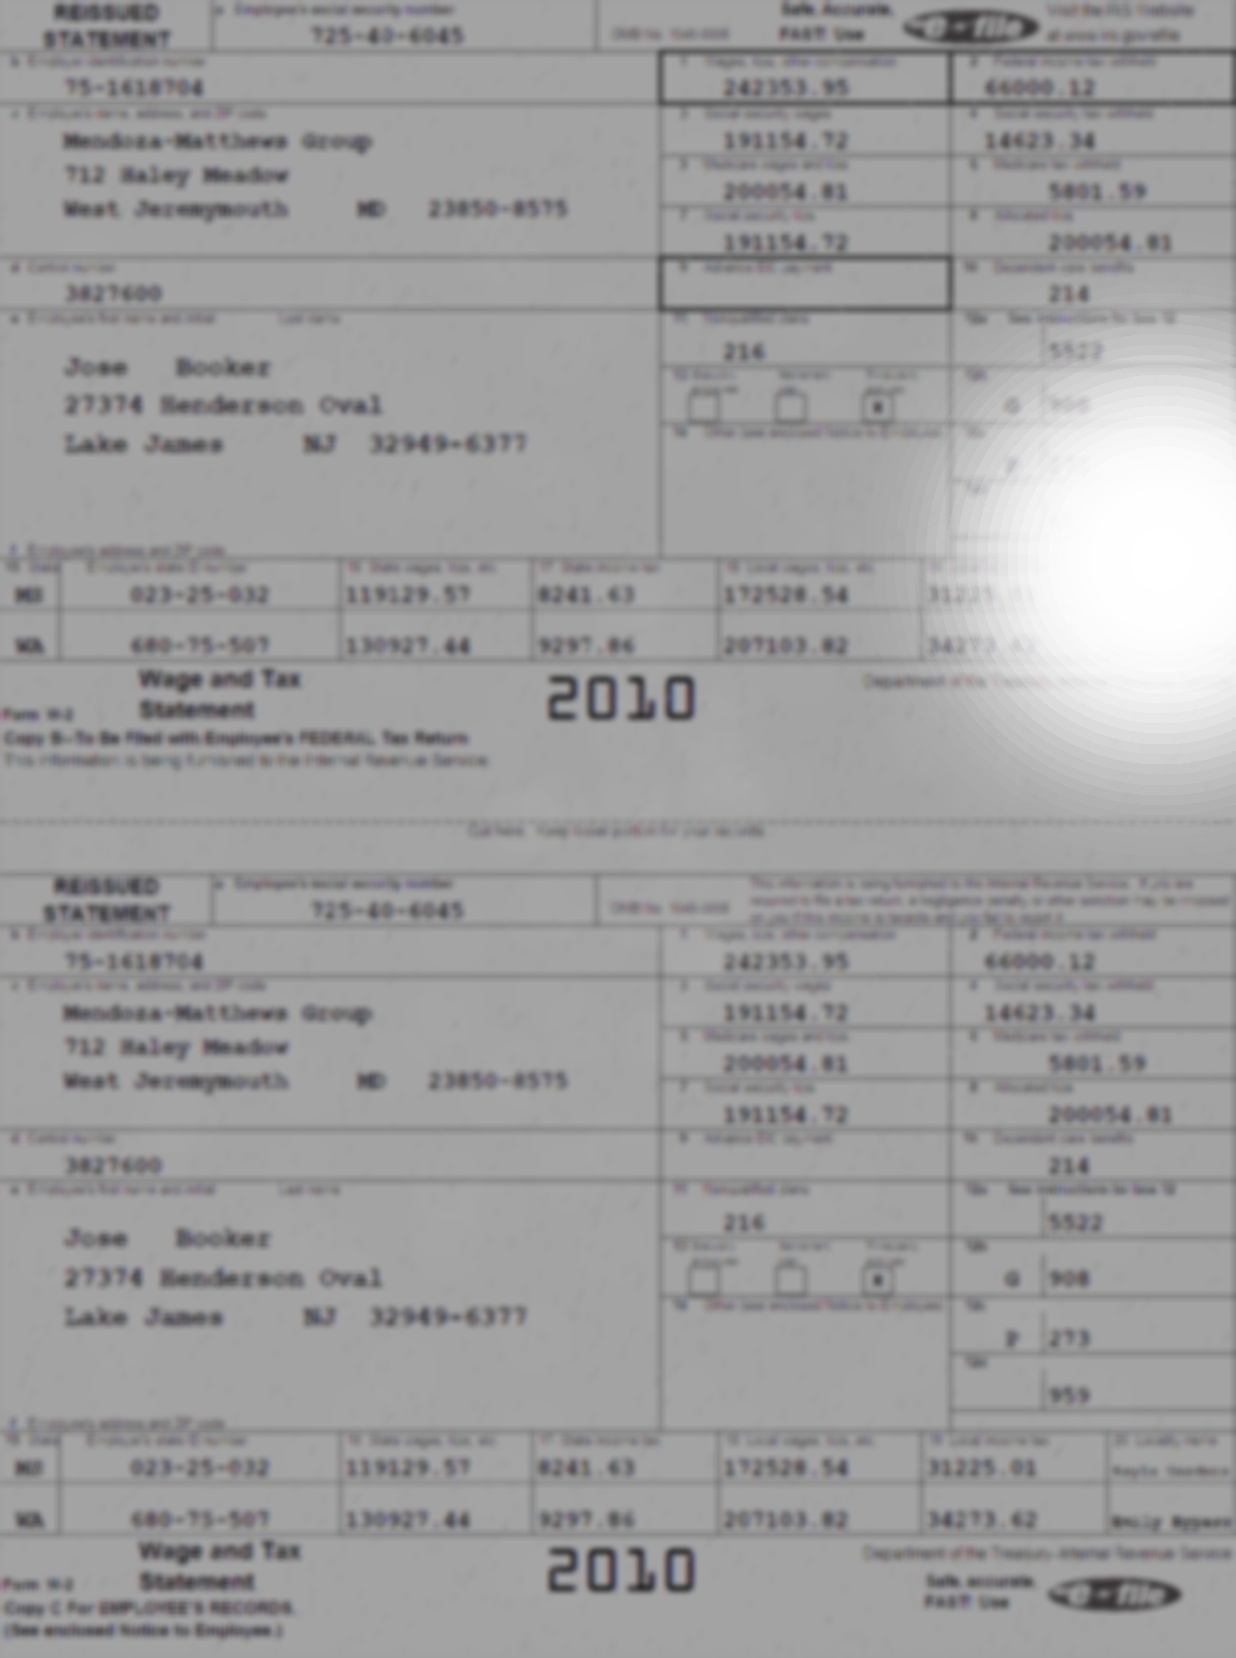 REISSUED STATEMENT
a Employee's social security number
725-40-6045
OMB No.
Safe, Accurate, FAST! Use
e-file
Visit the IRS Website at www.irs.gov/efile
b Employer identification number
75-1618704
1 Wages, tips, other compensation
242353.95
2 Federal income tax withheld
66000.12
c Employer's name, address, and ZIP code
Mendoza-Matthews Group
712 Haley Meadow
West Jeremymouth MD 23850-8575
3 Social security wages
191154.72
4 Social security tax withheld
14623.34
5 Medicare wages and tips
200054.81
6 Medicare tax withheld
5801.59
7 Social security tips
191154.72
8 Allocated tips
200054.81
d Control number
3827600
9 Advance EIC payment
10 Dependent care benefits
214
e Employee's first name and initial Last name
Jose Booker
27374 Henderson Oval
Lake James NJ 32949-6377
11 Nonqualified plans
216
12a See instructions for box 12
5522
13 Statutory employee Retirement plan Third-party sick pay
X
12b
G 908
14 Other (see enclosed Notice to Employee)
f Employee's address and ZIP code
15 State Employer's state ID number 16 State wages, tips, etc. 17 State income tax 18 Local wages, tips, etc.
023-25-032 119129.57 8241.63 172528.54
WA 680-75-507 130927.44 9297.86 207103.82
Form W-2 Wage and Tax Statement
2010
Department of the
Copy B-To Be Filed with Employee's FEDERAL Tax Return
This information is being furnished to the Internal Revenue Service.
Cut here. Keep lower portion for your records.
REISSUED STATEMENT
a Employee's social security number
725-40-6045
OMB No.
This information is being furnished to the Internal Revenue Service. If you are
required to file a tax return, a negligence penalty or other sanction may be imposed
on you if this income is taxable and you fail to report it.
b Employer identification number
75-1618704
1 Wages, tips, other compensation
242353.95
2 Federal income tax withheld
66000.12
c Employer's name, address, and ZIP code
Mendoza-Matthews Group
712 Haley Meadow
West Jeremymouth MD 23850-8575
3 Social security wages
191154.72
4 Social security tax withheld
14623.34
5 Medicare wages and tips
200054.81
6 Medicare tax withheld
5801.59
7 Social security tips
191154.72
8 Allocated tips
200054.81
d Control number
3827600
9 Advance EIC payment
10 Dependent care benefits
214
e Employee's first name and initial Last name
Jose Booker
27374 Henderson Oval
Lake James NJ 32949-6377
11 Nonqualified plans
216
12a See instructions for box 12
5522
13 Statutory employee Retirement plan Third-party sick pay
X
12b
G 908
14 Other (see enclosed Notice to Employee)
12c
P 273
12d
959
f Employee's address and ZIP code
15 State Employer's state ID number 16 State wages, tips, etc. 17 State income tax 18 Local wages, tips, etc. 19 Local income tax 20 Locality name
023-25-032 119129.57 8241.63 172528.54 31225.01
WA 680-75-507 130927.44 9297.86 207103.82 34273.62 Emily
Form W-2 Wage and Tax Statement
2010
Department of the Treasury-Internal Revenue Service
Copy C For EMPLOYEE'S RECORDS.
(See enclosed Notice to Employee.)
Safe, accurate, FAST! Use
e-file